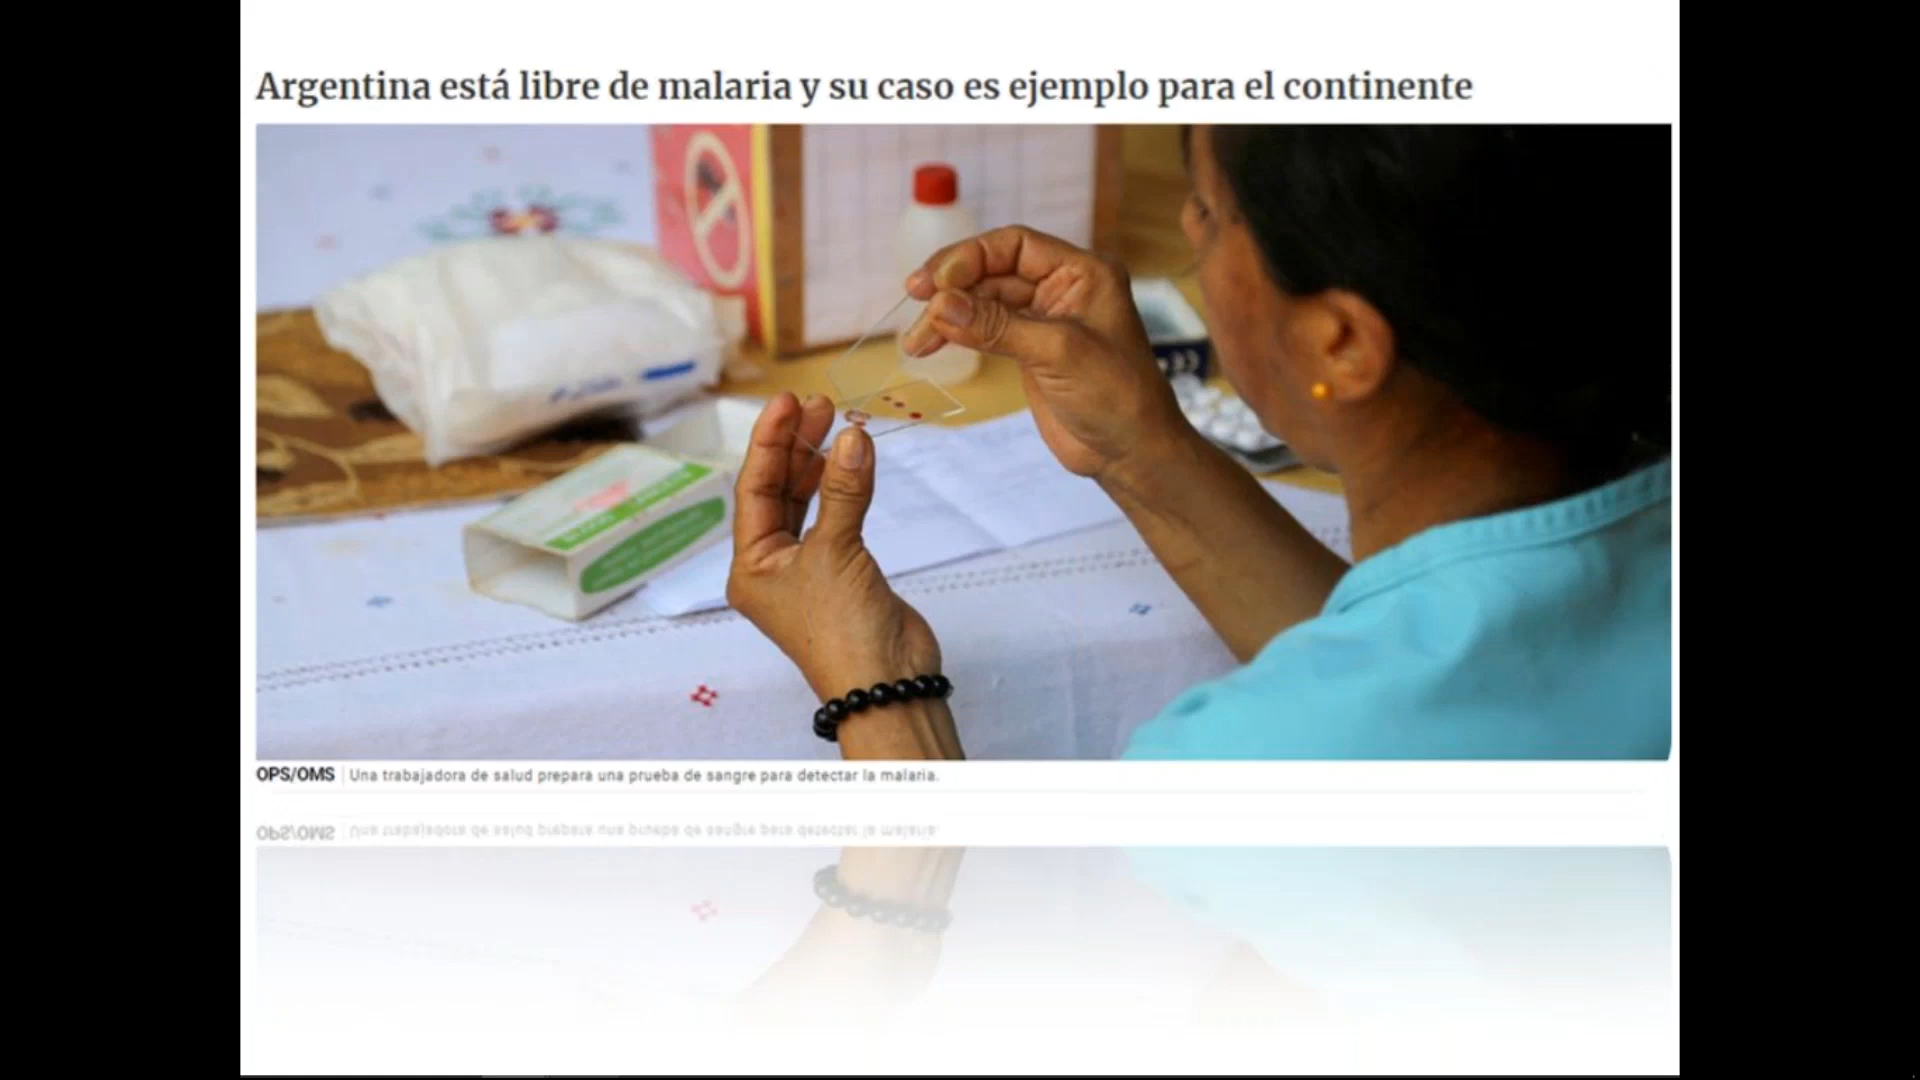 Argentina está libre de malaria y su caso es ejemplo para el continente
OPS/OMS | Una trabajadora de salud prepara una prueba de sangre para detectar la malaria.